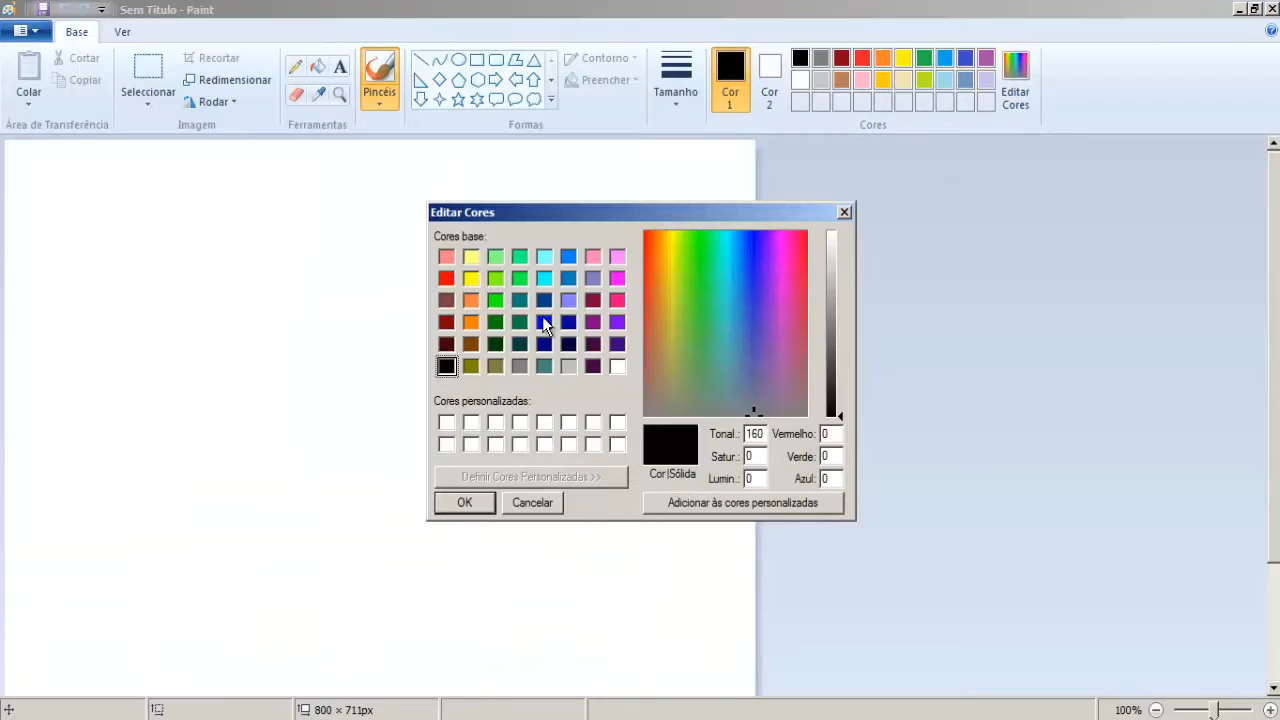 Sem Título - Paint
Base Ver
Colar
Cortar
Copiar
Área de Transferência
Selecionar
Recortar
Redimensionar
Rodar
Imagem
A
Ferramentas
Pincéis
Contorno
Preencher
Formas
Tamanho
Cor 1
Cor 2
Editar Cores
Cores
Editar Cores
Cores base:
Cores personalizadas:
Definir Cores Personalizadas >>
OK Cancelar
Cor|Sólida
Tonal.: 160 Vermelho: 0
Satur.: 0 Verde: 0
Lumin.: 0 Azul: 0
Adicionar às cores personalizadas
800 × 711px 100%